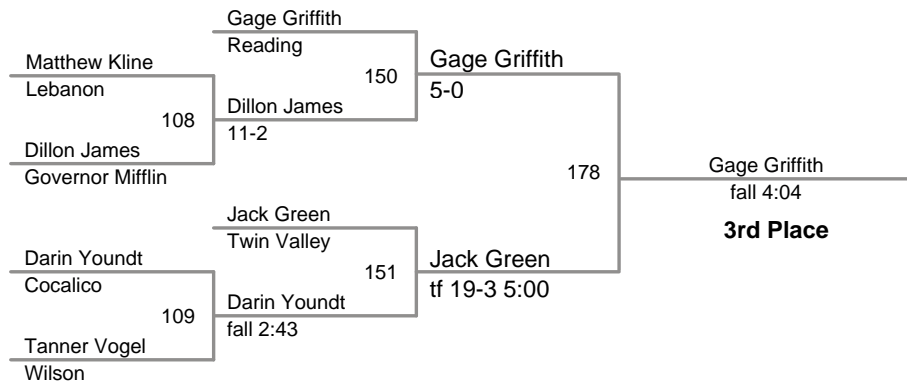 Gage Griffith
Reading
Matthew Kline
Lebanon
150
Gage Griffith
5-0
108
Dillon James
11-2
Dillon James
Governor Mifflin
178
Gage Griffith
fall 4:04
3rd Place
Jack Green
Twin Valley
Darin Youndt
Cocalico
151
Jack Green
tf 19-3 5:00
109
Darin Youndt
fall 2:43
Tanner Vogel
Wilson